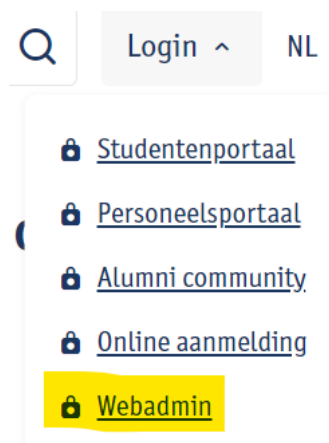 Login NL
Studentenportaal
Personeelsportaal
Alumni community
Online aanmelding
Webadmin